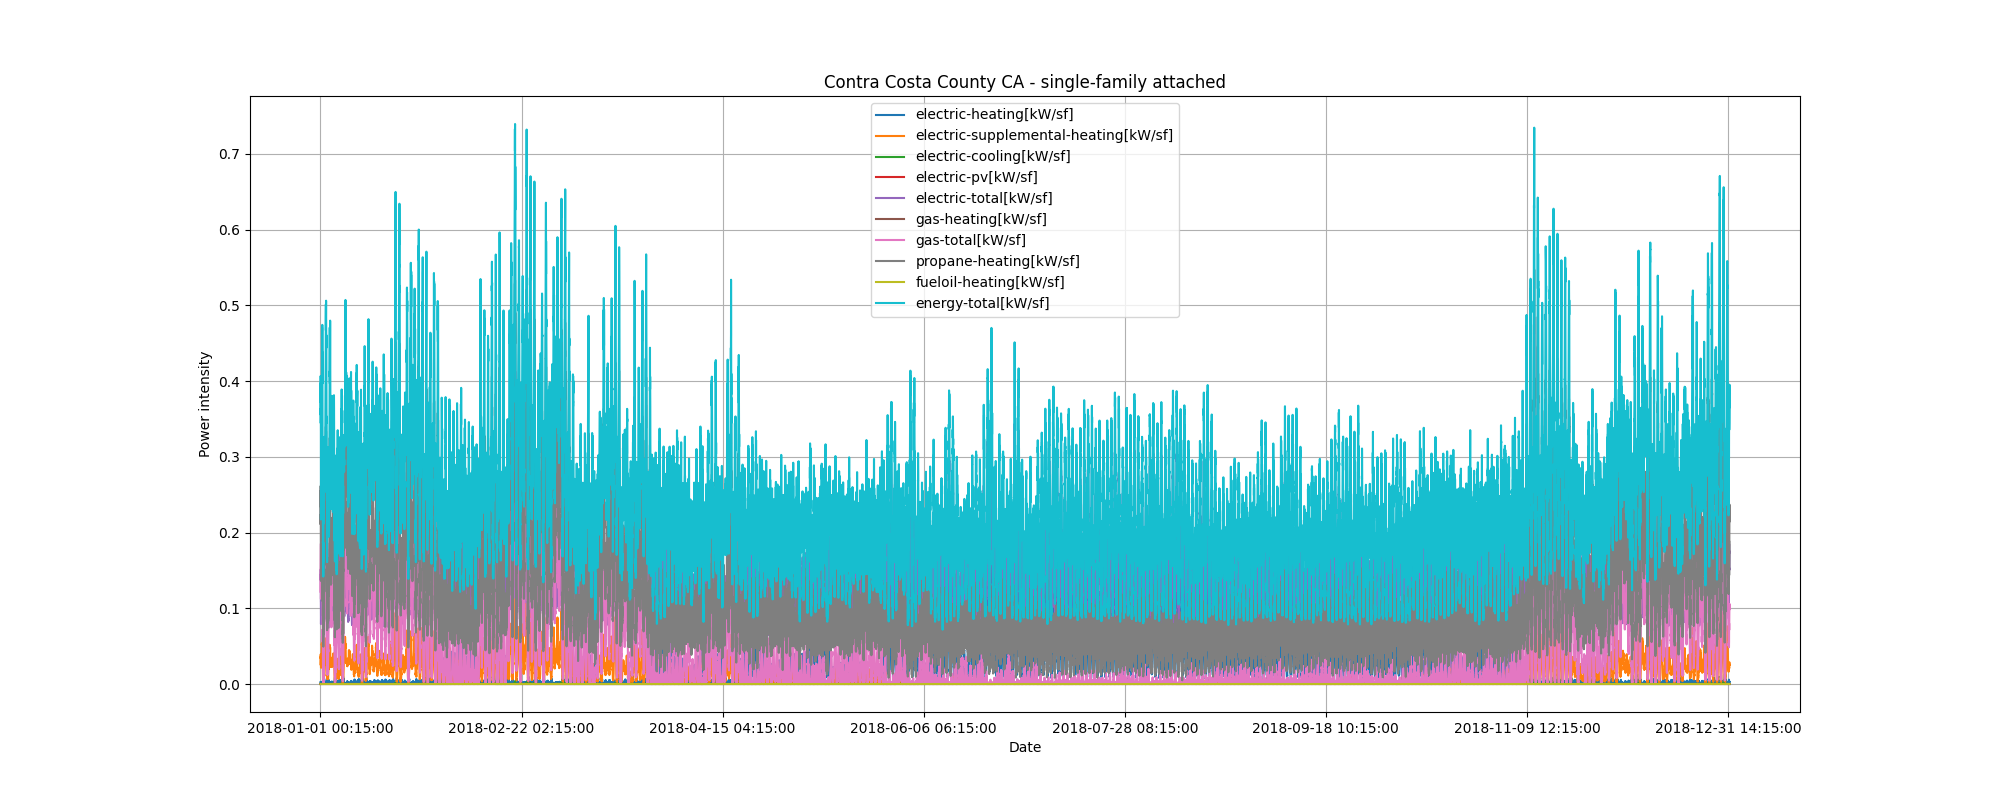 Contra Costa County CA - single-family attached
electric-heating[kW/sf]
electric-supplemental-heating[kW/sf]
electric-cooling[kW/sf]
electric-pv[kW/sf]
electric-total[kW/sf]
gas-heating[kW/sf]
gas-total[kW/sf]
propane-heating[kW/sf]
fueloil-heating[kW/sf]
energy-total[kW/sf]
Power intensity
0.7
0.6
0.5
0.4
0.3
0.2
0.1
0.0
2018-01-01 00:15:00 2018-02-22 02:15:00 2018-04-15 04:15:00 2018-06-06 06:15:00 2018-07-28 08:15:00 2018-09-18 10:15:00 2018-11-09 12:15:00 2018-12-31 14:15:00
Date